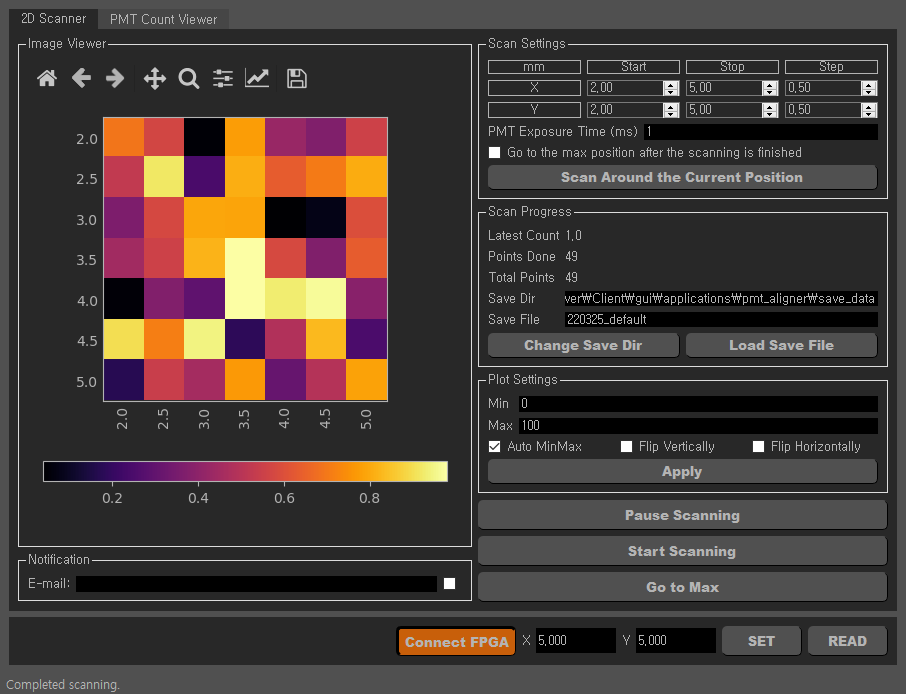 2D Scanner PMT Count Viewer
Image Viewer
2.0
2.5
3.0
3.5
4.0
4.5
5.0
2.0 2.5 3.0 3.5 4.0 4.5 5.0
0.2 0.4 0.6 0.8
Notification
E-mail:
Scan Settings
mm Start Stop Step
X 2,00 5,00 0,50
Y 2,00 5,00 0,50
PMT Exposure Time (ms) 1
Go to the max position after the scanning is finished
Scan Around the Current Position
Scan Progress
Latest Count 1,0
Points Done 49
Total Points 49
Save Dir ver₩Client₩gui₩applications₩pmt_aligner₩save_data
Save File 220325_default
Change Save Dir Load Save File
Plot Settings
Min 0
Max 100
Auto MinMax Flip Vertically Flip Horizontally
Apply
Pause Scanning
Start Scanning
Go to Max
Connect FPGA X 5,000 Y 5,000 SET READ
Completed scanning.